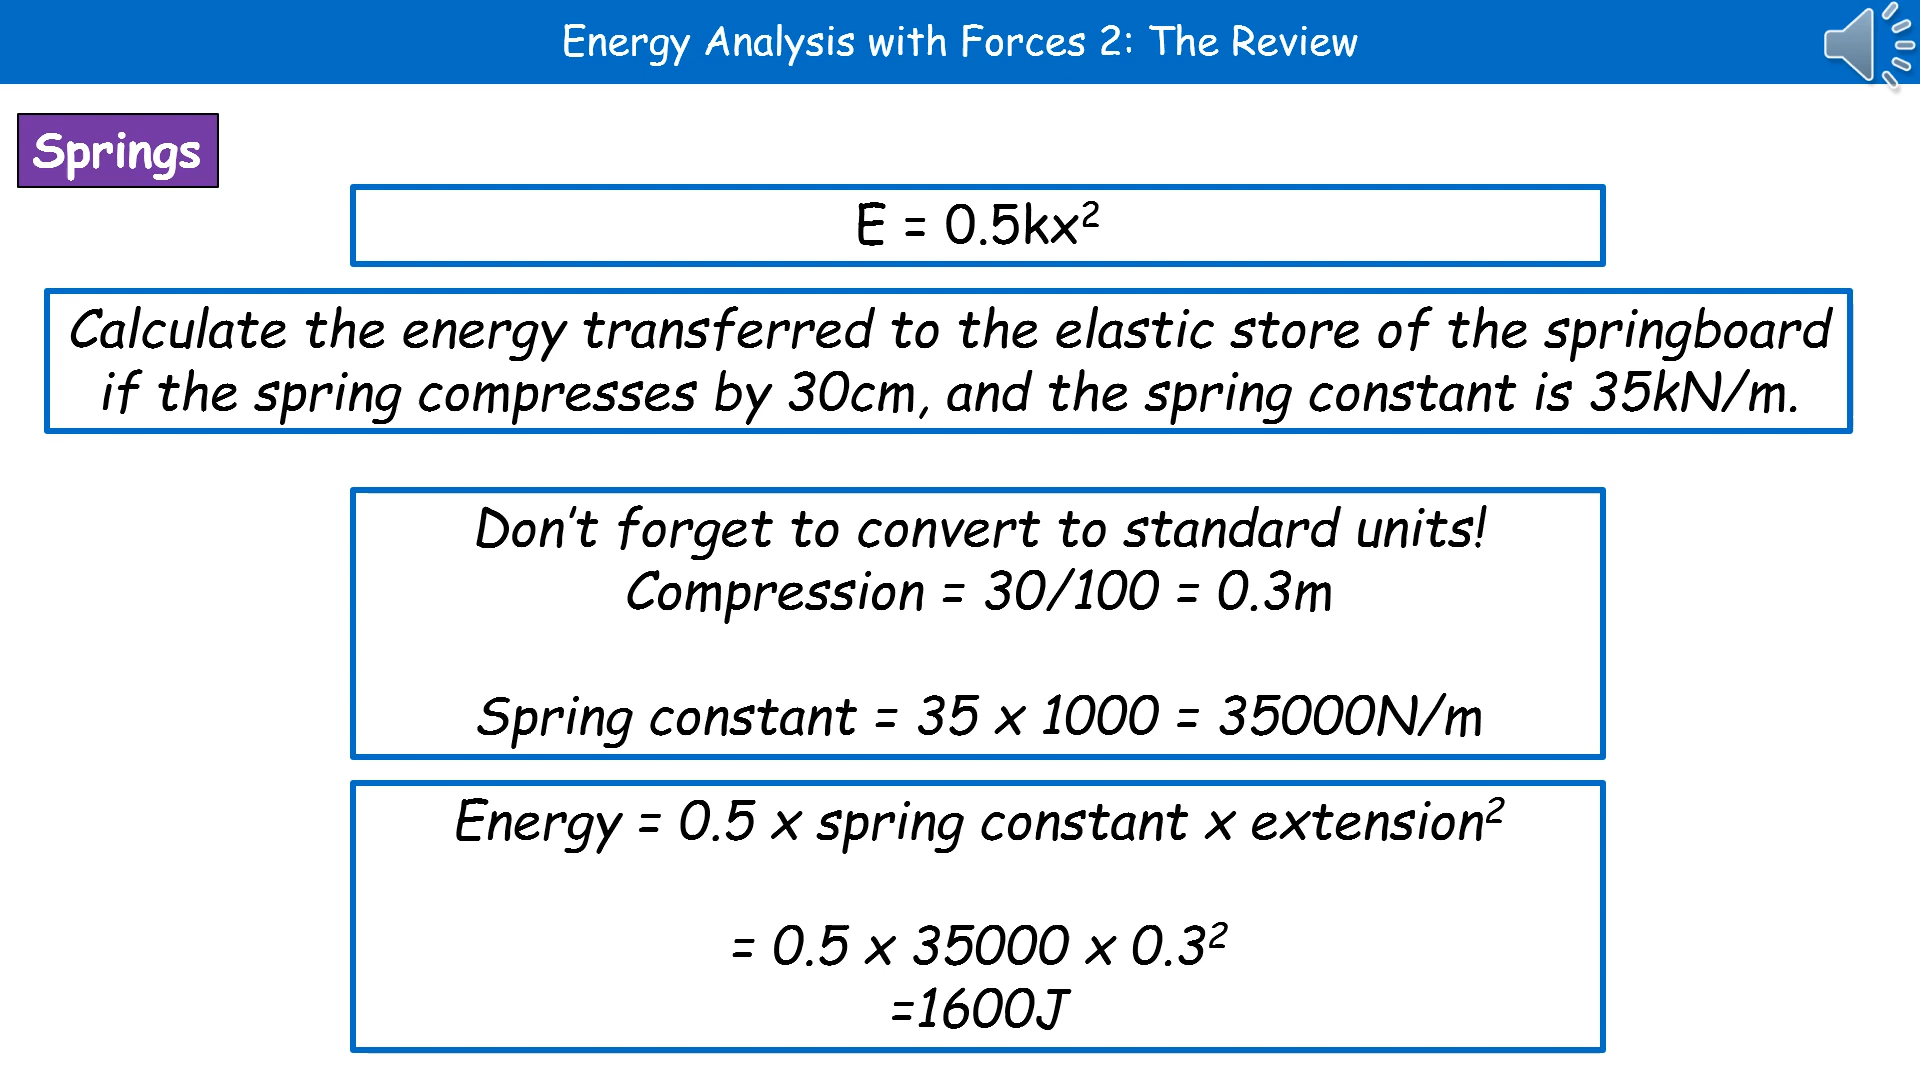 Energy Analysis with Forces 2: The Review
Springs
E = 0.5kx²
Calculate the energy transferred to the elastic store of the springboard
if the spring compresses by 30cm, and the spring constant is 35kN/m.
Don't forget to convert to standard units!
Compression = 30/100 = 0.3m
Spring constant = 35 x 1000 = 35000N/m
Energy = 0.5 x spring constant x extension²
= 0.5 x 35000 x 0.3²
=1600J